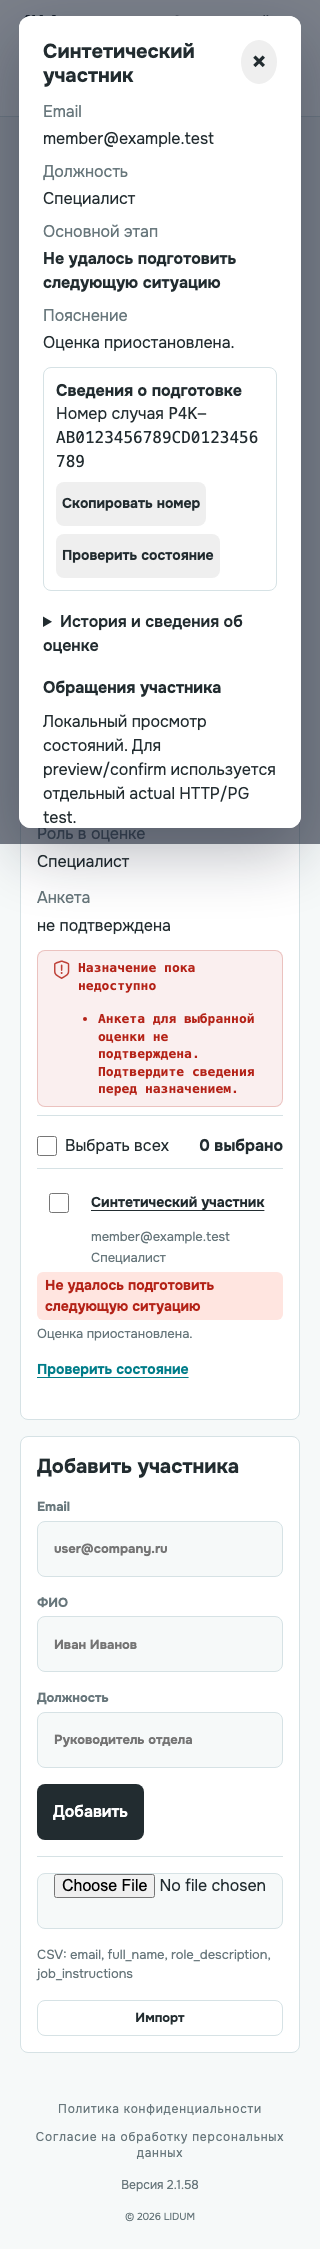 Синтетический
участник
×
Email
member@example.test
Должность
Специалист
Основной этап
Не удалось подготовить
следующую ситуацию
Пояснение
Оценка приостановлена.
Сведения о подготовке
Номер случая P4K–
AB0123456789CD0123456
789
Скопировать номер
Проверить состояние
История и сведения об
оценке
Обращения участника
Локальный просмотр
состояний. Для
preview/confirm используется
отдельный actual HTTP/PG
test.
Роль в оценке
Специалист
Анкета
не подтверждена
Назначение пока
недоступно
• Анкета для выбранной
оценки не
подтверждена.
Подтвердите сведения
перед назначением.
Выбрать всех 0 выбрано
Синтетический участник
member@example.test
Специалист
Не удалось подготовить
следующую ситуацию
Оценка приостановлена.
Проверить состояние
Добавить участника
Email
user@company.ru
ФИО
Иван Иванов
Должность
Руководитель отдела
Добавить
Choose File No file chosen
CSV: email, full_name, role_description,
job_instructions
Импорт
Политика конфиденциальности
Согласие на обработку персональных
данных
Версия 2.1.58
© 2026 LIDUM